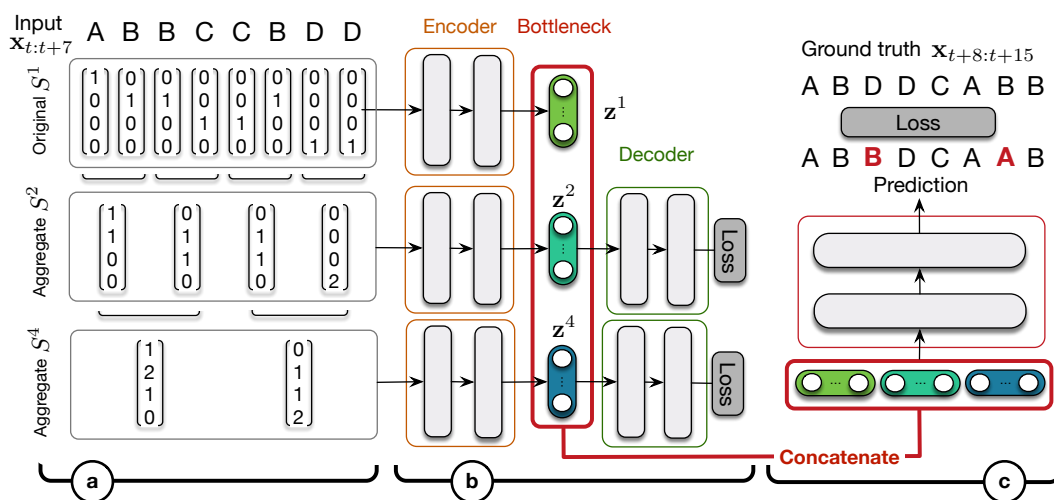 Input
x_{t:t+7}
A B B C C B D D
Original S^1
1 0 0 0 0 0 0 0
0 1 1 0 0 1 0 0
0 0 0 1 1 0 0 0
0 0 0 0 0 0 1 1
Aggregate S^2
1 0 0 0
1 1 1 0
0 1 1 0
0 0 0 2
Aggregate S^4
1 0
2 1
1 1
0 2
a
Encoder
Bottleneck
...
z^1
z^2
...
z^4
...
Decoder
Loss
Loss
b
Concatenate
Ground truth x_{t+8:t+15}
A B D D C A B B
Loss
A B B D C A A B
Prediction
... ... ...
c